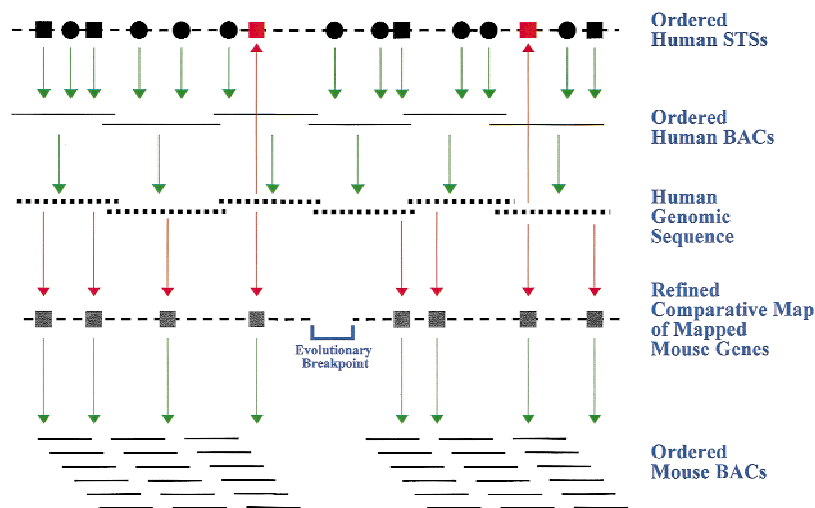 Ordered
Human STSs
Ordered
Human BACs
Human
Genomic
Sequence
Refined
Comparative Map
of Mapped
Mouse Genes
Evolutionary
Breakpoint
Ordered
Mouse BACs